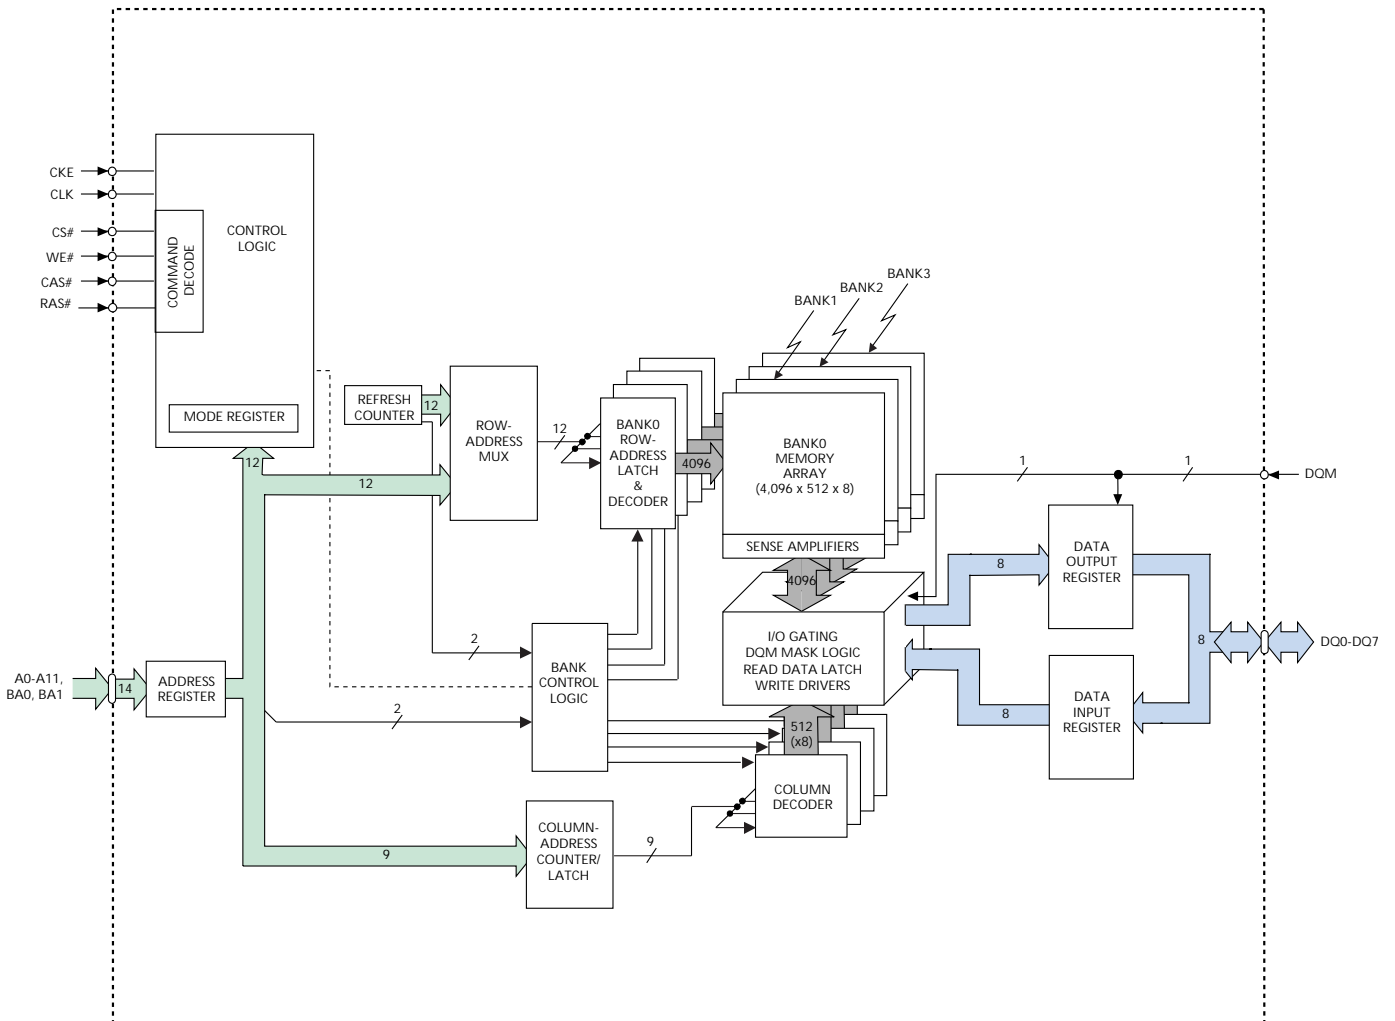 CKE
CLK
CS#
WE#
CAS#
RAS#
COMMAND
DECODE
CONTROL
LOGIC
MODE REGISTER
12
12
REFRESH
COUNTER
12
ROW-
ADDRESS
MUX
12
BANK0
ROW-
ADDRESS
LATCH
&
DECODER
4096
BANK1
BANK2
BANK3
BANK0
MEMORY
ARRAY
(4,096 x 512 x 8)
SENSE AMPLIFIERS
4096
I/O GATING
DQM MASK LOGIC
READ DATA LATCH
WRITE DRIVERS
512
(x8)
COLUMN
DECODER
A0-A11,
BA0, BA1
14
ADDRESS
REGISTER
2
2
BANK
CONTROL
LOGIC
9
COLUMN-
ADDRESS
COUNTER/
LATCH
9
1
1
DQM
DATA
OUTPUT
REGISTER
8
8
8
DATA
INPUT
REGISTER
DQ0-DQ7